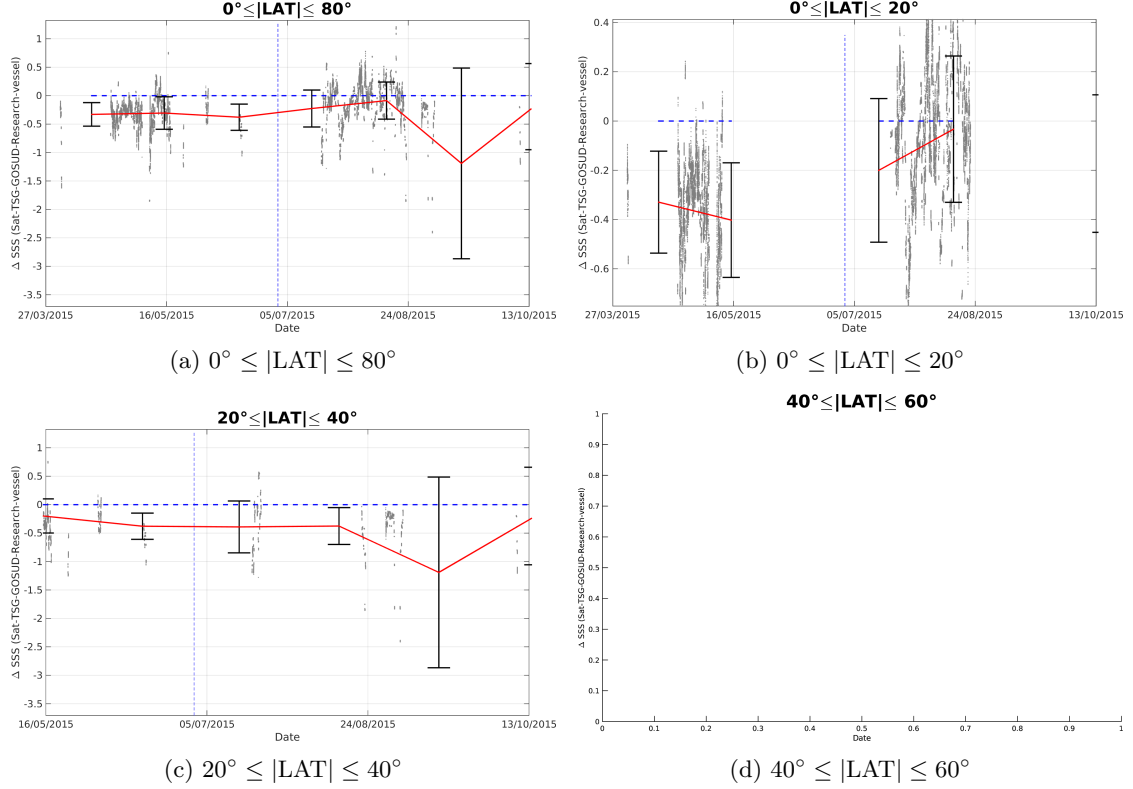 0°≤|LAT|≤ 80°
1
0.5
0
-0.5
-1
-1.5
-2
-2.5
-3
-3.5
Δ SSS (Sat-TSG-GOSUD-Research-vessel)
27/03/2015 16/05/2015 05/07/2015 24/08/2015 13/10/2015
Date
(a) 0° ≤ |LAT| ≤ 80°
0°≤|LAT|≤ 20°
0.4
0.2
0
-0.2
-0.4
-0.6
Δ SSS (Sat-TSG-GOSUD-Research-vessel)
27/03/2015 16/05/2015 05/07/2015 24/08/2015 13/10/2015
Date
(b) 0° ≤ |LAT| ≤ 20°
20°≤|LAT|≤ 40°
1
0.5
0
-0.5
-1
-1.5
-2
-2.5
-3
-3.5
Δ SSS (Sat-TSG-GOSUD-Research-vessel)
16/05/2015 05/07/2015 24/08/2015 13/10/2015
Date
(c) 20° ≤ |LAT| ≤ 40°
40°≤|LAT|≤ 60°
1
0.9
0.8
0.7
0.6
0.5
0.4
0.3
0.2
0.1
0
Δ SSS (Sat-TSG-GOSUD-Research-vessel)
0 0.1 0.2 0.3 0.4 0.5 0.6 0.7 0.8 0.9 1
Date
(d) 40° ≤ |LAT| ≤ 60°